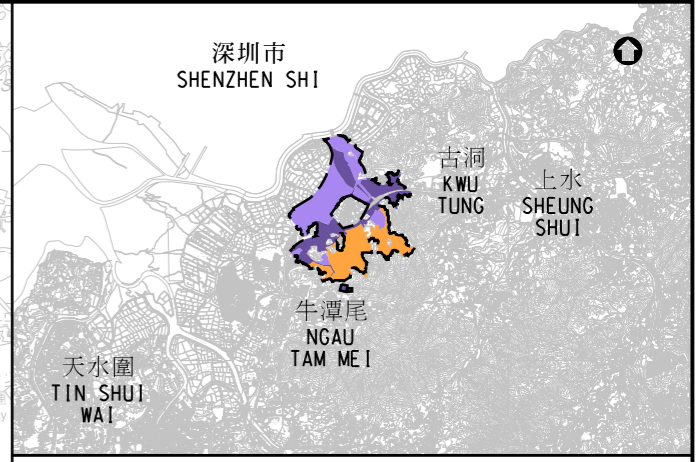 深圳市
SHENZHEN SHI
古洞
KWU
TUNG
上水
SHEUNG
SHUI
牛潭尾
NGAU
TAM MEI
天水圍
TIN SHUI
WAI